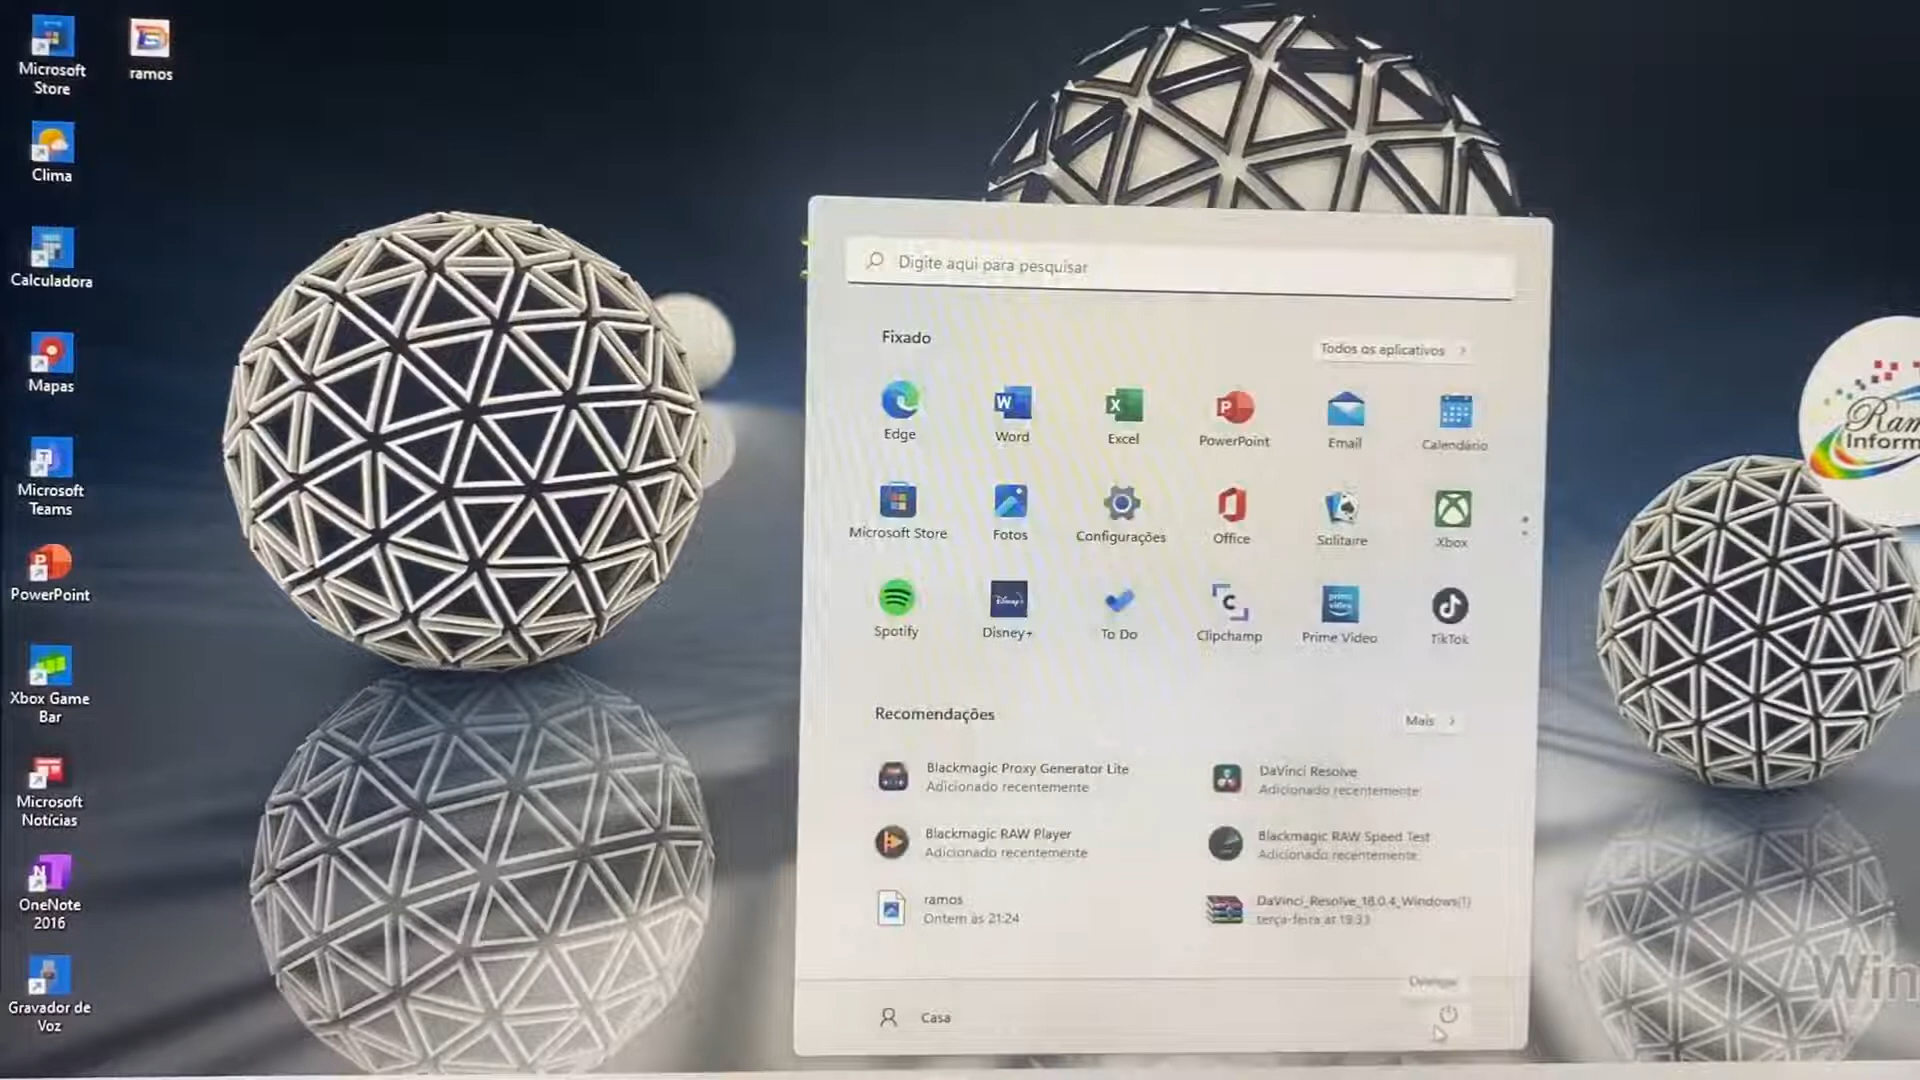 Microsoft
Store
ramos
Clima
Calculadora
Mapas
Microsoft
Teams
PowerPoint
Xbox Game
Bar
Microsoft
Notícias
OneNote
2016
Gravador de
Voz
Digite aqui para pesquisar
Fixado
Todos os aplicativos
Edge
Word
Excel
PowerPoint
Email
Calendário
Microsoft Store
Fotos
Configurações
Office
Solitaire
Xbox
Spotify
Disney+
To Do
Clipchamp
Prime Video
TikTok
Recomendações
Mais
Blackmagic Proxy Generator Lite
Adicionado recentemente
DaVinci Resolve
Adicionado recentemente
Blackmagic RAW Player
Adicionado recentemente
Blackmagic RAW Speed Test
Adicionado recentemente
ramos
Ontem às 21:24
DaVinci_Resolve_18.0.4_Windows(1)
terça-feira at 19:33
Casa
Ram
Inform
Win